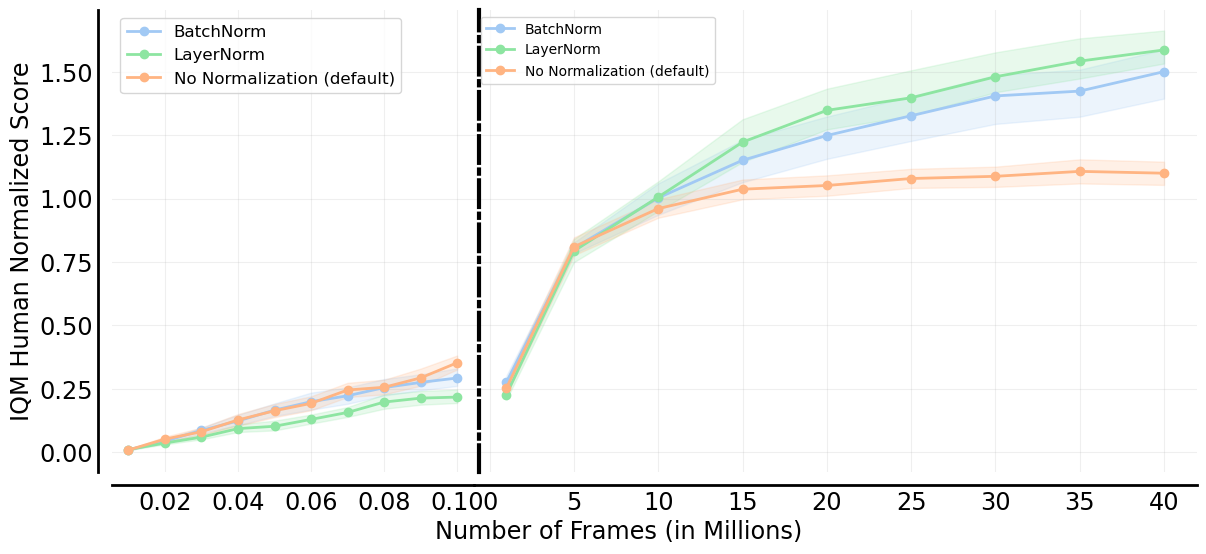 BatchNorm
LayerNorm
No Normalization (default)
BatchNorm
LayerNorm
No Normalization (default)
IQM Human Normalized Score
1.50
1.25
1.00
0.75
0.50
0.25
0.00
0.02 0.04 0.06 0.08 0.10 0 5 10 15 20 25 30 35 40
Number of Frames (in Millions)